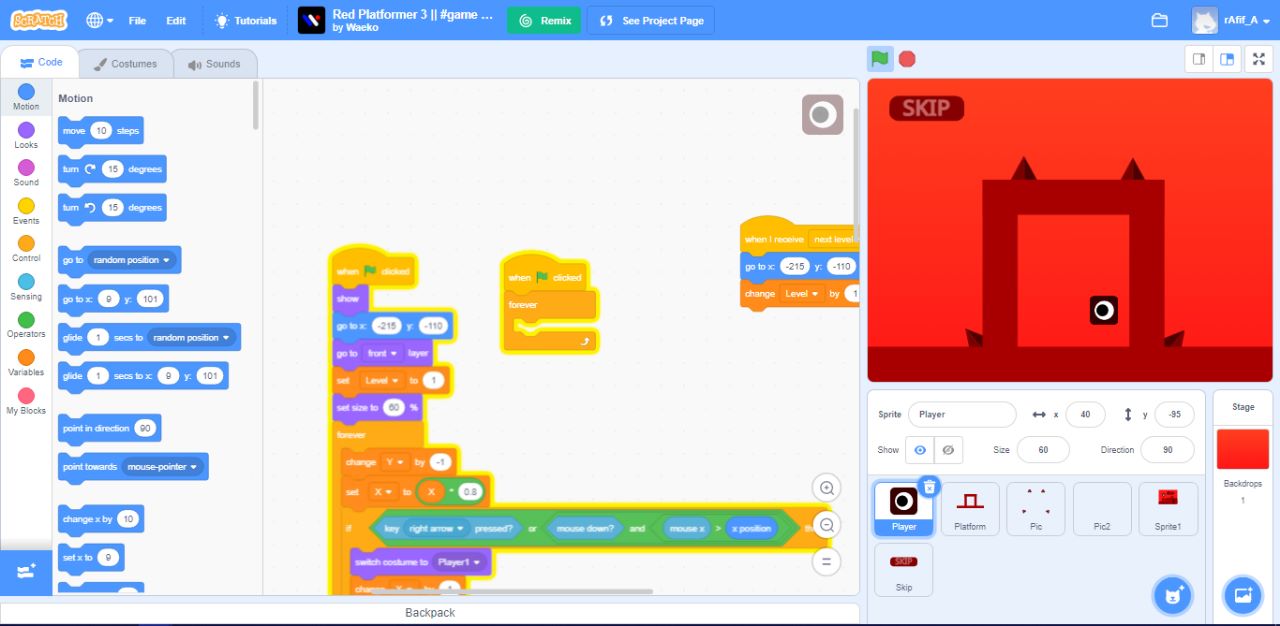 SCRATCH
File
Edit
Tutorials
Red Platformer 3 || #game ...
by Waeko
Remix
See Project Page
rAfif_A
Code
Costumes
Sounds
Motion
Looks
Sound
Events
Control
Sensing
Operators
Variables
My Blocks
Motion
move 10 steps
turn 15 degrees
turn 15 degrees
go to random position
go to x: 9 y: 101
glide 1 secs to random position
glide 1 secs to x: 9 y: 101
point in direction 90
point towards mouse-pointer
change x by 10
set x to 9
when clicked
show
go to x: -215 y: -110
go to front layer
set Level to 1
set size to 60 %
forever
change Y by -1
set X to X * 0.8
if key right arrow pressed? or mouse down? and mouse x > x position
switch costume to Player1
when clicked
forever
when I receive next level
go to x: -215 y: -110
change Level by 1
SKIP
Sprite Player x 40 y -95
Show Size 60 Direction 90
Player
Platform
Pic
Pic2
Sprite1
SKIP
Skip
Stage
Backdrops
1
Backpack